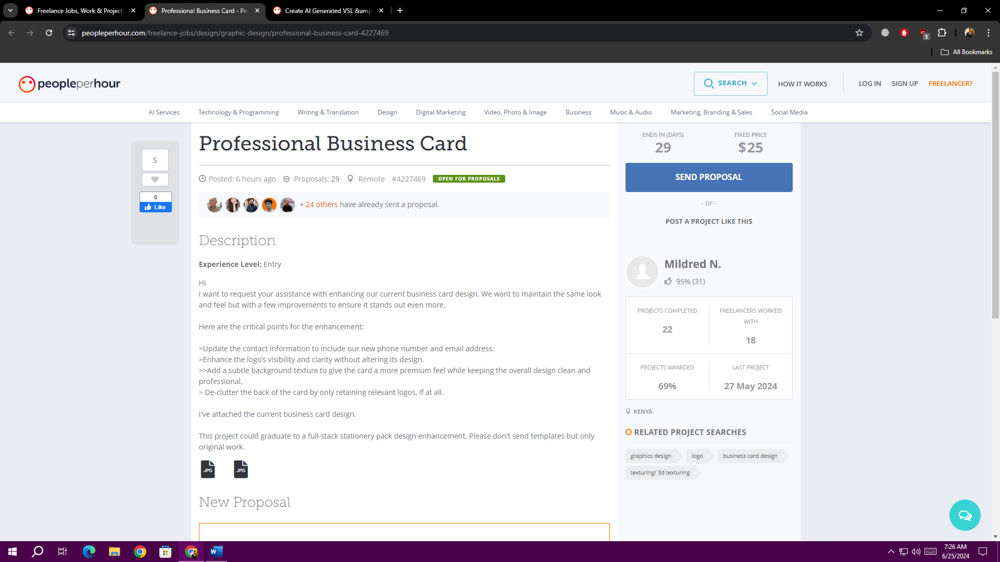 Freelance Jobs, Work & Projects
Professional Business Card - Pe
Create AI Generated VSL &amp
peopleperhour.com/freelance-jobs/design/graphic-design/professional-business-card-4227469
3
All Bookmarks
peopleperhour
SEARCH
HOW IT WORKS
LOG IN
SIGN UP
FREELANCER?
AI Services
Technology & Programming
Writing & Translation
Design
Digital Marketing
Video, Photo & Image
Business
Music & Audio
Marketing, Branding & Sales
Social Media
5
0
Like
Professional Business Card
Posted: 6 hours ago
Proposals: 29
Remote
#4227469
OPEN FOR PROPOSALS
+ 24 others have already sent a proposal.
Description
Experience Level: Entry
Hi
I want to request your assistance with enhancing our current business card design. We want to maintain the same look
and feel but with a few improvements to ensure it stands out even more.
Here are the critical points for the enhancement:
>Update the contact information to include our new phone number and email address.
>Enhance the logo's visibility and clarity without altering its design.
>>Add a subtle background texture to give the card a more premium feel while keeping the overall design clean and
professional.
> De-clutter the back of the card by only retaining relevant logos, if at all.
I've attached the current business card design.
This project could graduate to a full-stack stationery pack design enhancement. Please don't send templates but only
original work.
JPG
JPG
New Proposal
ENDS IN (DAYS)
29
FIXED PRICE
$25
SEND PROPOSAL
- or -
POST A PROJECT LIKE THIS
Mildred N.
95% (31)
PROJECTS COMPLETED
22
FREELANCERS WORKED
WITH
18
PROJECTS AWARDED
69%
LAST PROJECT
27 May 2024
KENYA
RELATED PROJECT SEARCHES
graphics design
logo
business card design
texturing/ 3d texturing
W
7:26 AM
6/25/2024